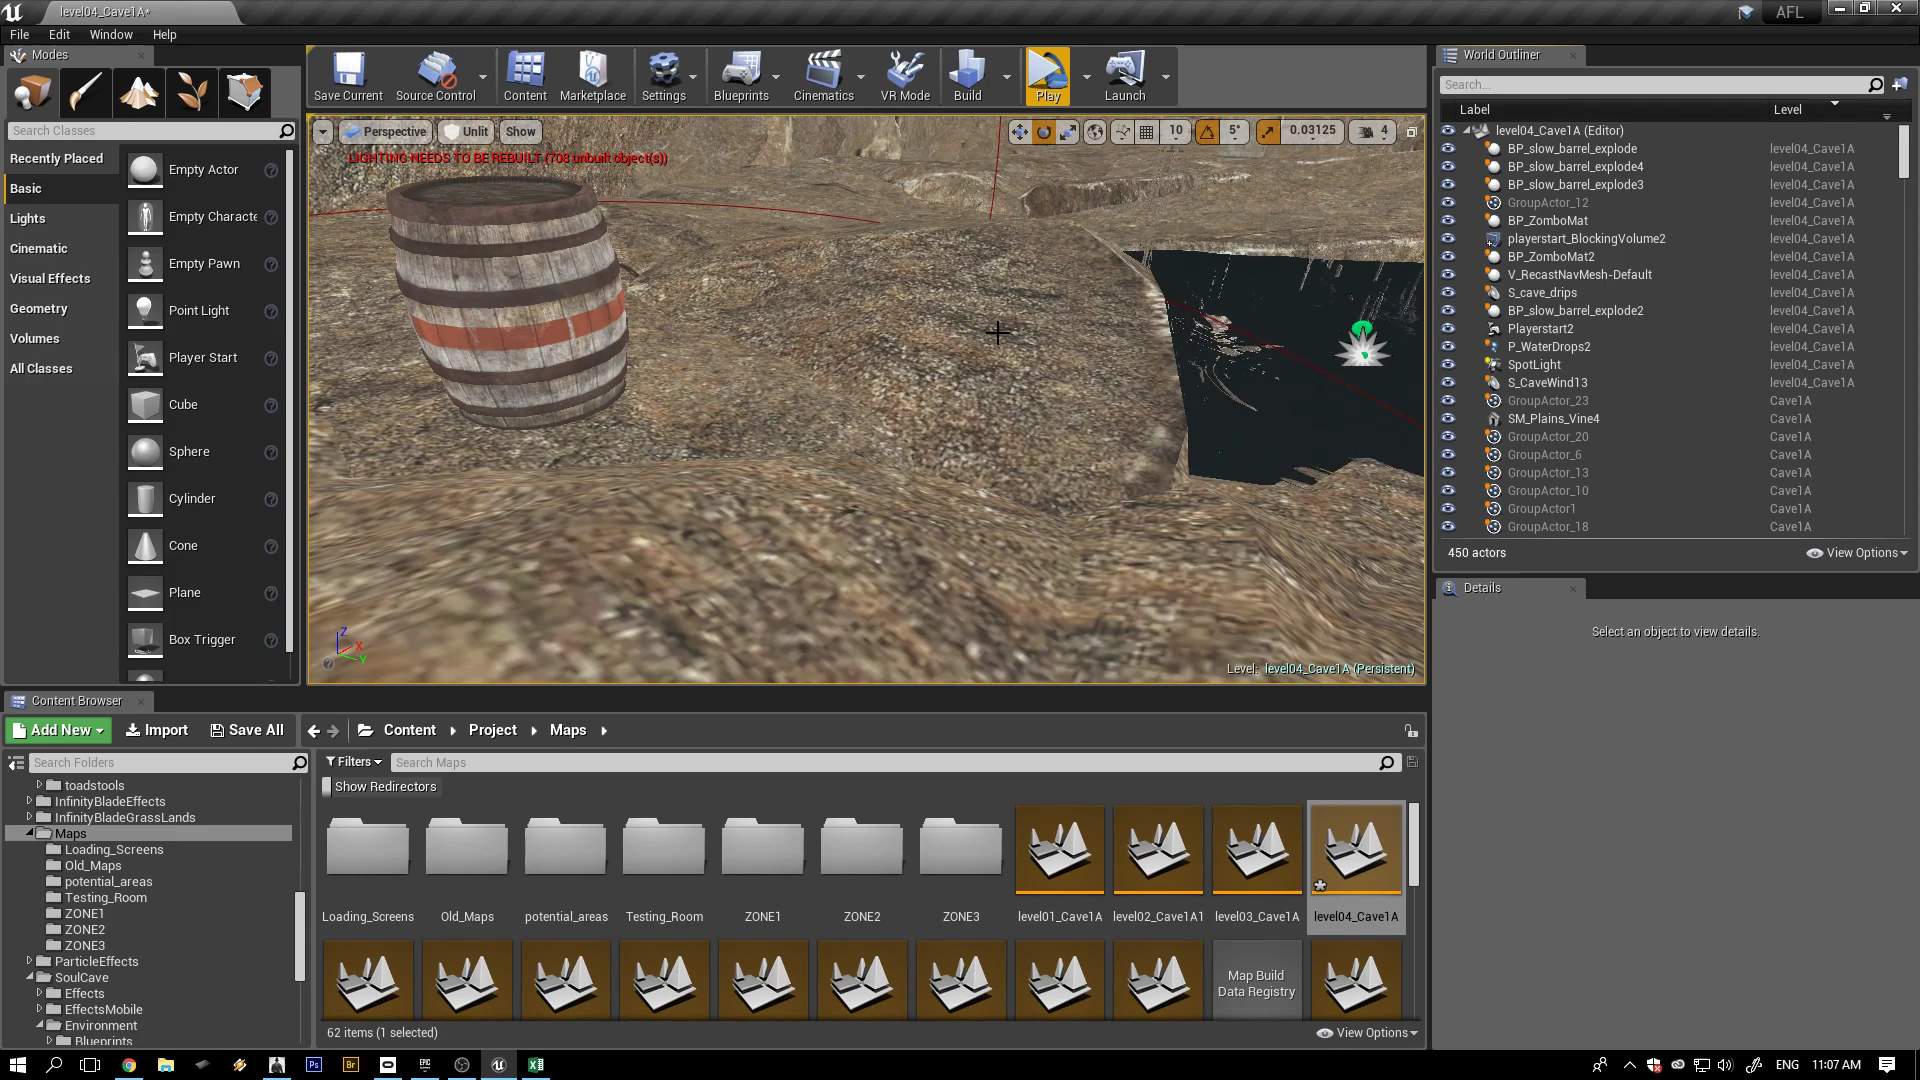 level04_Cave1A*
AFL
File Edit Window Help
Modes
Search Classes
Recently Placed
Basic
Lights
Cinematic
Visual Effects
Geometry
Volumes
All Classes
Empty Actor
Empty Characte
Empty Pawn
Point Light
Player Start
Cube
Sphere
Cylinder
Cone
Plane
Box Trigger
Save Current Source Control Content Marketplace Settings Blueprints Cinematics VR Mode Build Play Launch
Perspective Unlit Show 10 5° 0.03125 4
LIGHTING NEEDS TO BE REBUILT (708 unbuilt object(s))
Z
X
Y
Level: level04_Cave1A (Persistent)
World Outliner
Search...
Label Level
level04_Cave1A (Editor)
BP_slow_barrel_explode level04_Cave1A
BP_slow_barrel_explode4 level04_Cave1A
BP_slow_barrel_explode3 level04_Cave1A
GroupActor_12 level04_Cave1A
BP_ZomboMat level04_Cave1A
playerstart_BlockingVolume2 level04_Cave1A
BP_ZomboMat2 level04_Cave1A
V_RecastNavMesh-Default level04_Cave1A
S_cave_drips level04_Cave1A
BP_slow_barrel_explode2 level04_Cave1A
Playerstart2 level04_Cave1A
P_WaterDrops2 level04_Cave1A
SpotLight level04_Cave1A
S_CaveWind13 level04_Cave1A
GroupActor_23 Cave1A
SM_Plains_Vine4 Cave1A
GroupActor_20 Cave1A
GroupActor_6 Cave1A
GroupActor_13 Cave1A
GroupActor_10 Cave1A
GroupActor1 Cave1A
GroupActor_18 Cave1A
450 actors View Options
Details
Select an object to view details.
Content Browser
Add New Import Save All Content Project Maps
Search Folders
Filters Search Maps
Show Redirectors
toadstools
InfinityBladeEffects
InfinityBladeGrassLands
Maps
Loading_Screens
Old_Maps
potential_areas
Testing_Room
ZONE1
ZONE2
ZONE3
ParticleEffects
SoulCave
Effects
EffectsMobile
Environment
Blueprints
Loading_Screens Old_Maps potential_areas Testing_Room ZONE1 ZONE2 ZONE3 level01_Cave1A level02_Cave1A1 level03_Cave1A level04_Cave1A
Map Build
Data Registry
62 items (1 selected) View Options
Ps Br EPIC ENG 11:07 AM